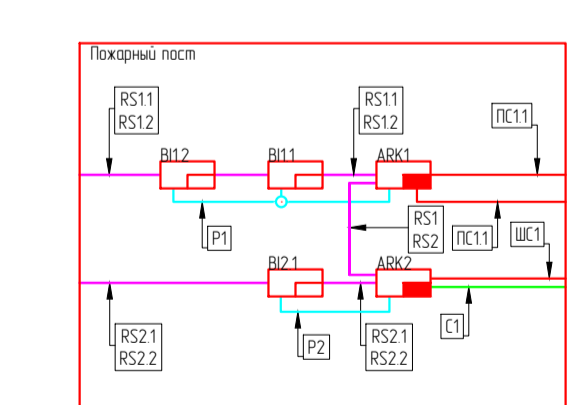 Пожарный пост
RS1.1
RS1.2
RS1.1
RS1.2
ПС1.1
BI1.2
BI1.1
ARK1
P1
RS1
RS2
ПС1.1
ШС1
BI2.1
ARK2
RS2.1
RS2.2
P2
RS2.1
RS2.2
C1